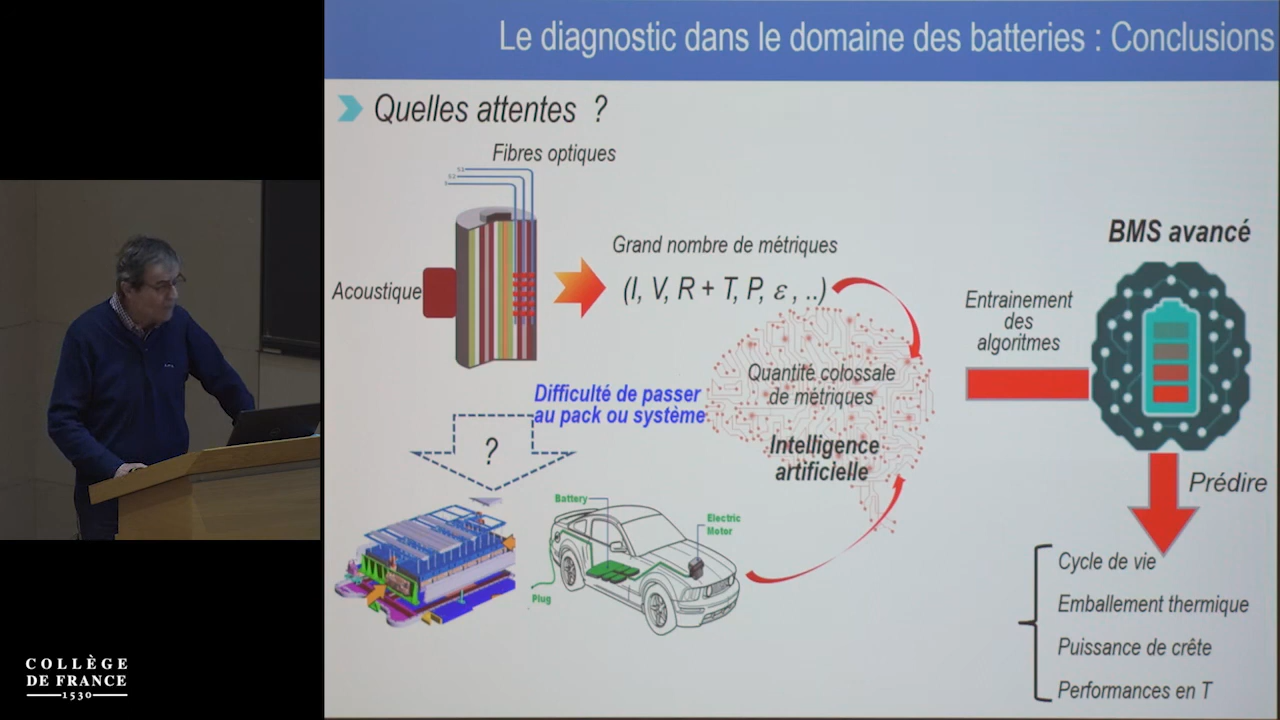 Le diagnostic dans le domaine des batteries : Conclusions
Quelles attentes ?
Fibres optiques
Acoustique
Grand nombre de métriques
(I, V, R + T, P, ε , ..)
Difficulté de passer
au pack ou système
?
Quantité colossale
de métriques
Intelligence
artificielle
Battery
Electric
Motor
Plug
Entrainement
des
algoritmes
BMS avancé
Prédire
Cycle de vie
Emballement thermique
Puissance de crête
Performances en T
COLLÈGE
DE FRANCE
1530